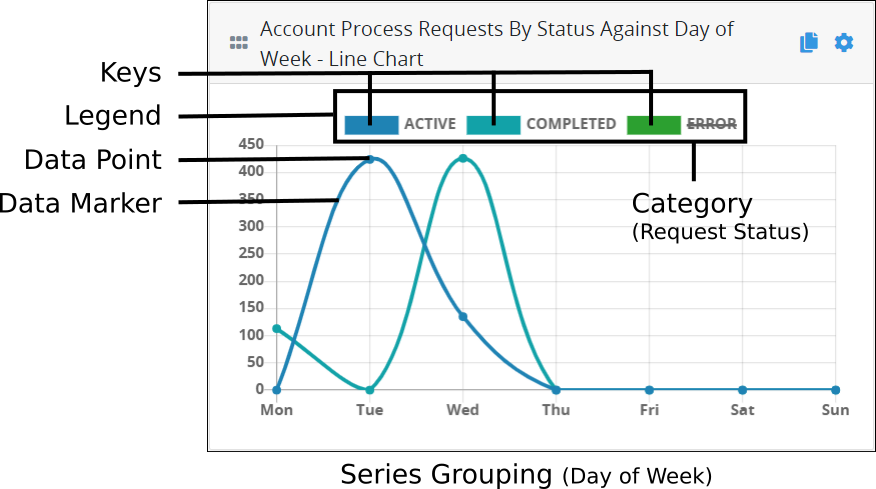 Account Process Requests By Status Against Day of
Week - Line Chart
Keys
Legend
ACTIVE COMPLETED ERROR
Data Point
Data Marker
Category
(Request Status)
450
400
350
300
250
200
150
100
50
0
Mon Tue Wed Thu Fri Sat Sun
Series Grouping (Day of Week)